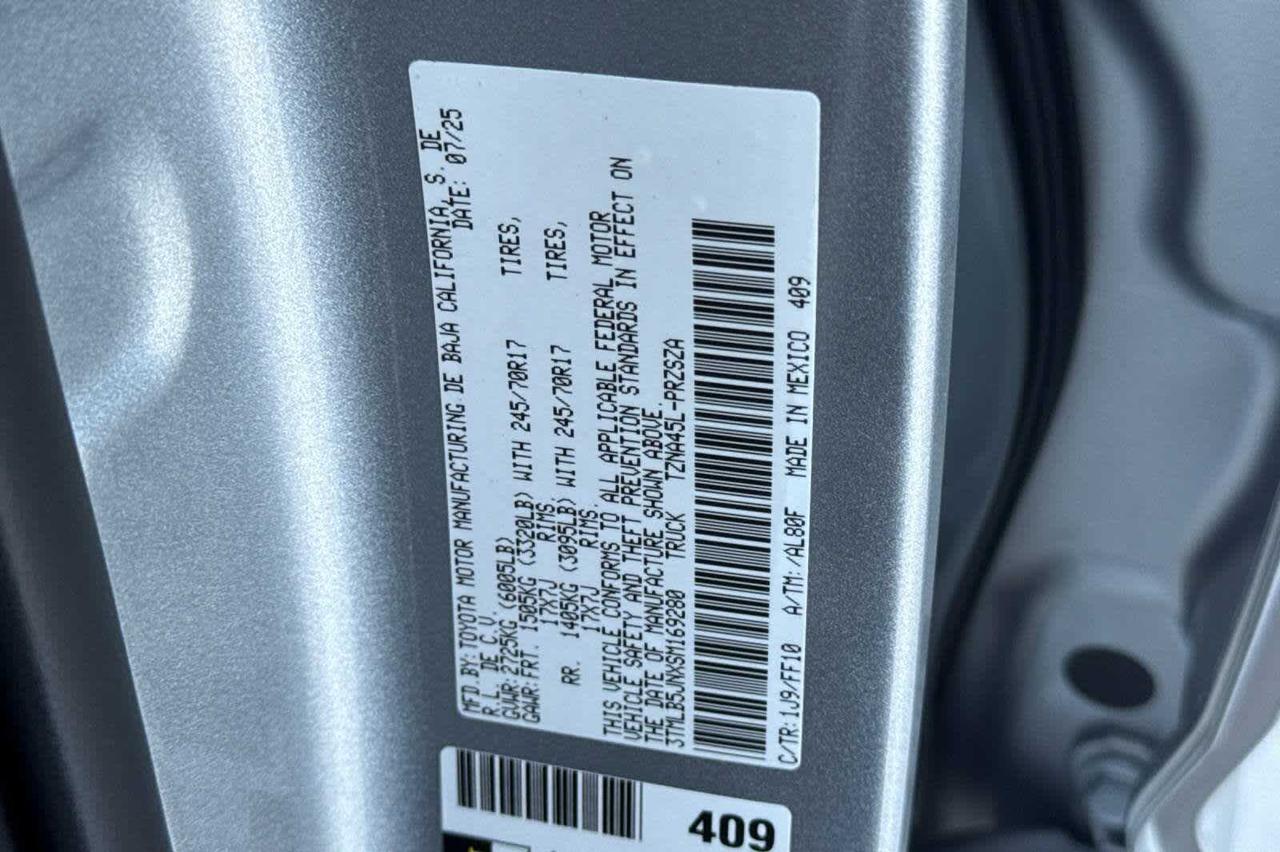 MFD BY: TOYOTA MOTOR MANUFACTURING DE BAJA CALIFORNIA, S. DE
R.L. DE C.V. DATE: 07/25
GVWR: 2725KG (6005LB)
GAWR: FRT. 1505KG (3320LB) WITH 245/70R17 TIRES,
17X7J RIMS.
RR. 1405KG (3095LB) WITH 245/70R17 TIRES,
17X7J RIMS.
THIS VEHICLE CONFORMS TO ALL APPLICABLE FEDERAL MOTOR
VEHICLE SAFETY AND THEFT PREVENTION STANDARDS IN EFFECT ON
THE DATE OF MANUFACTURE SHOWN ABOVE.
3TMLB5JNXSM169280 TRUCK TZNA45L-PRZSZA
C/TR: 1J9/FF10 A/TM: /AL80F MADE IN MEXICO 409
409